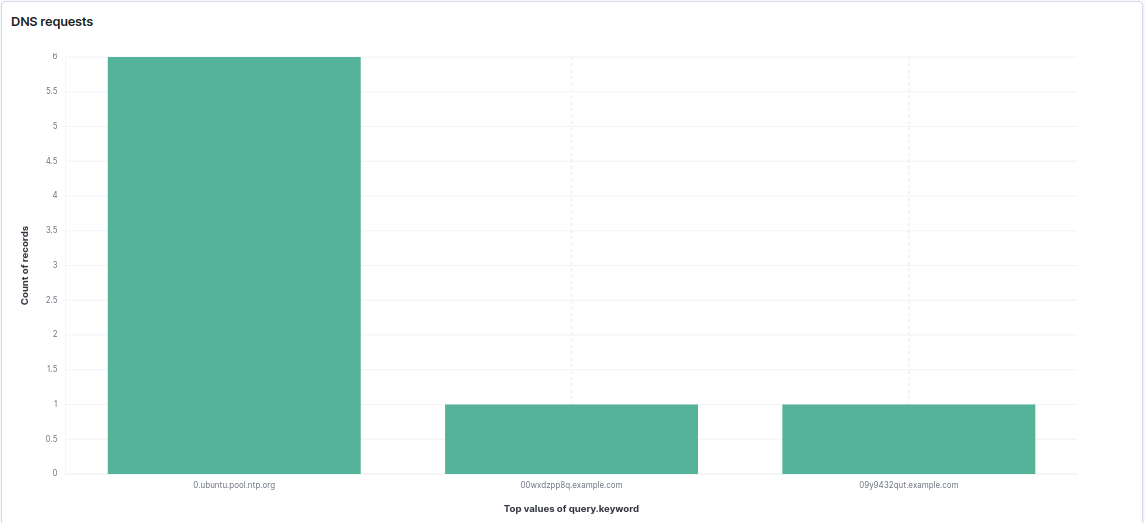 DNS requests
6
5.5
5
4.5
4
3.5
3
2.5
2
1.5
1
0.5
0
Count of records
0.ubuntu.pool.ntp.org
00wxdzpp8q.example.com
09y9432qut.example.com
Top values of query.keyword